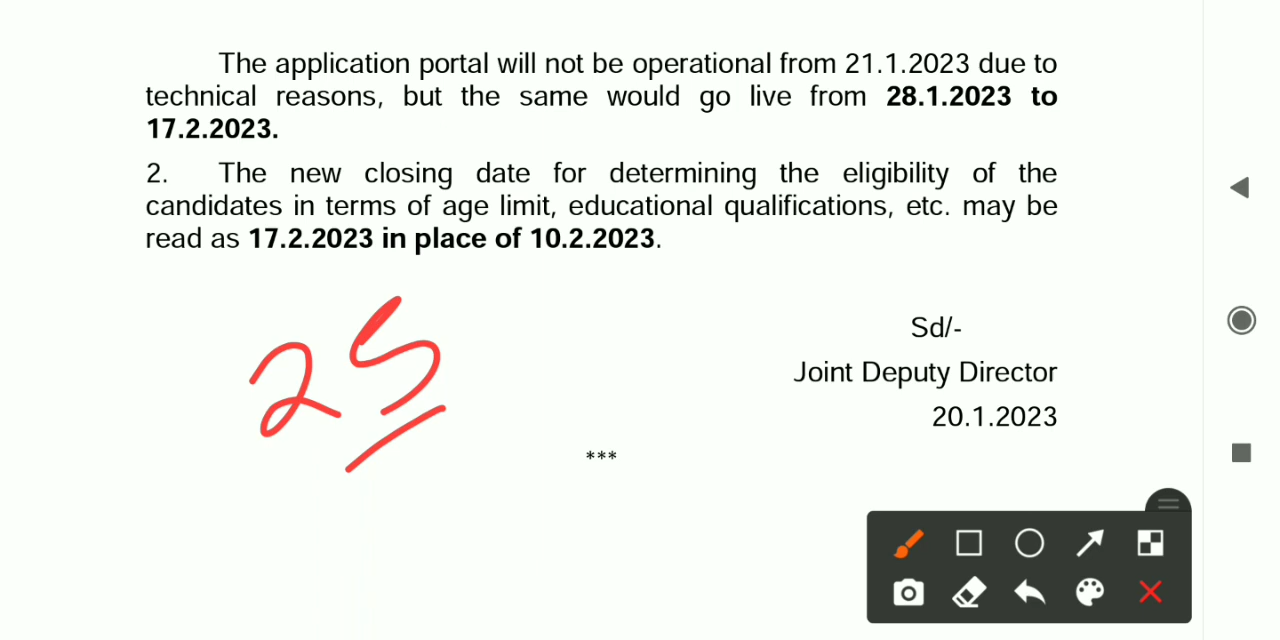 The application portal will not be operational from 21.1.2023 due to
technical reasons, but the same would go live from 28.1.2023 to
17.2.2023.
2. The new closing date for determining the eligibility of the
candidates in terms of age limit, educational qualifications, etc. may be
read as 17.2.2023 in place of 10.2.2023.
25
Sd/-
Joint Deputy Director
20.1.2023
***